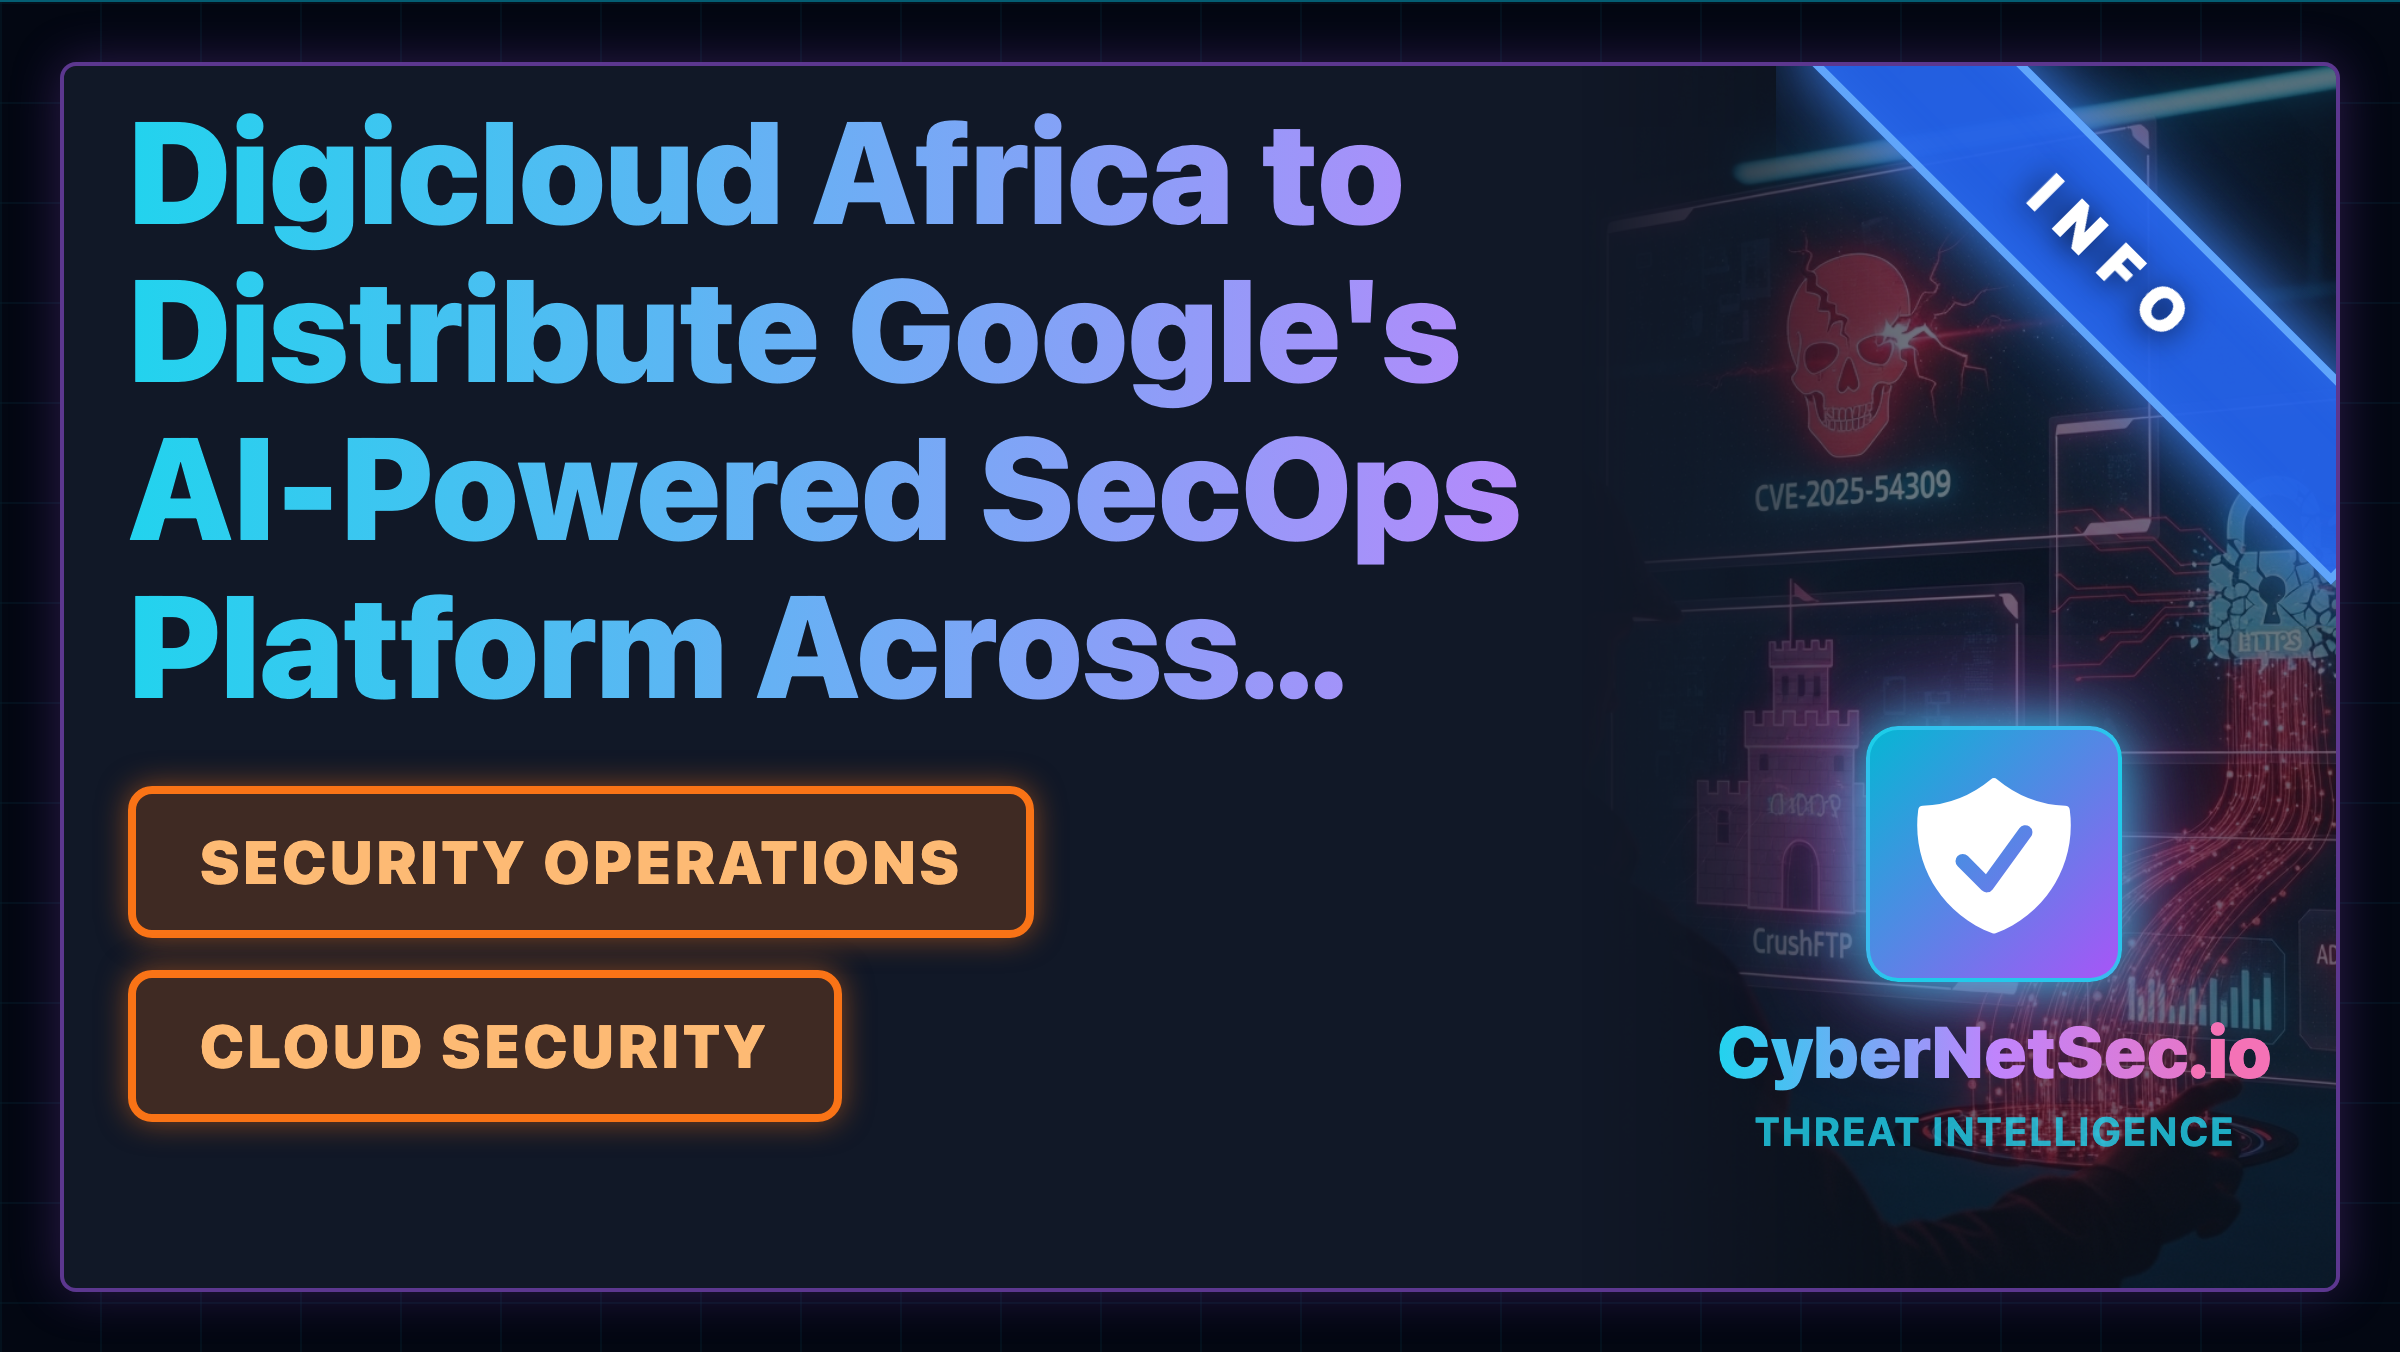 Digicloud Africa to
Distribute Google's
AI-Powered SecOps
Platform Across...
SECURITY OPERATIONS
CLOUD SECURITY
INFO
CVE-2025-54309
HTTPS
CrushFTP
CyberNetSec.io
THREAT INTELLIGENCE